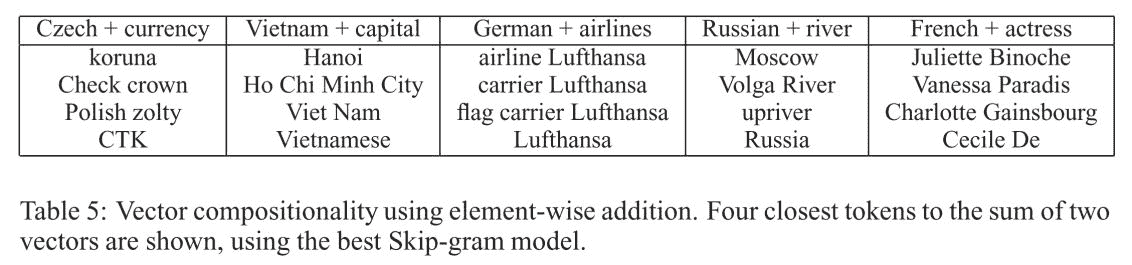 Czech + currency Vietnam + capital German + airlines Russian + river French + actress
koruna Hanoi airline Lufthansa Moscow Juliette Binoche
Check crown Ho Chi Minh City carrier Lufthansa Volga River Vanessa Paradis
Polish zolty Viet Nam flag carrier Lufthansa upriver Charlotte Gainsbourg
CTK Vietnamese Lufthansa Russia Cecile De
Table 5: Vector compositionality using element-wise addition. Four closest tokens to the sum of two
vectors are shown, using the best Skip-gram model.